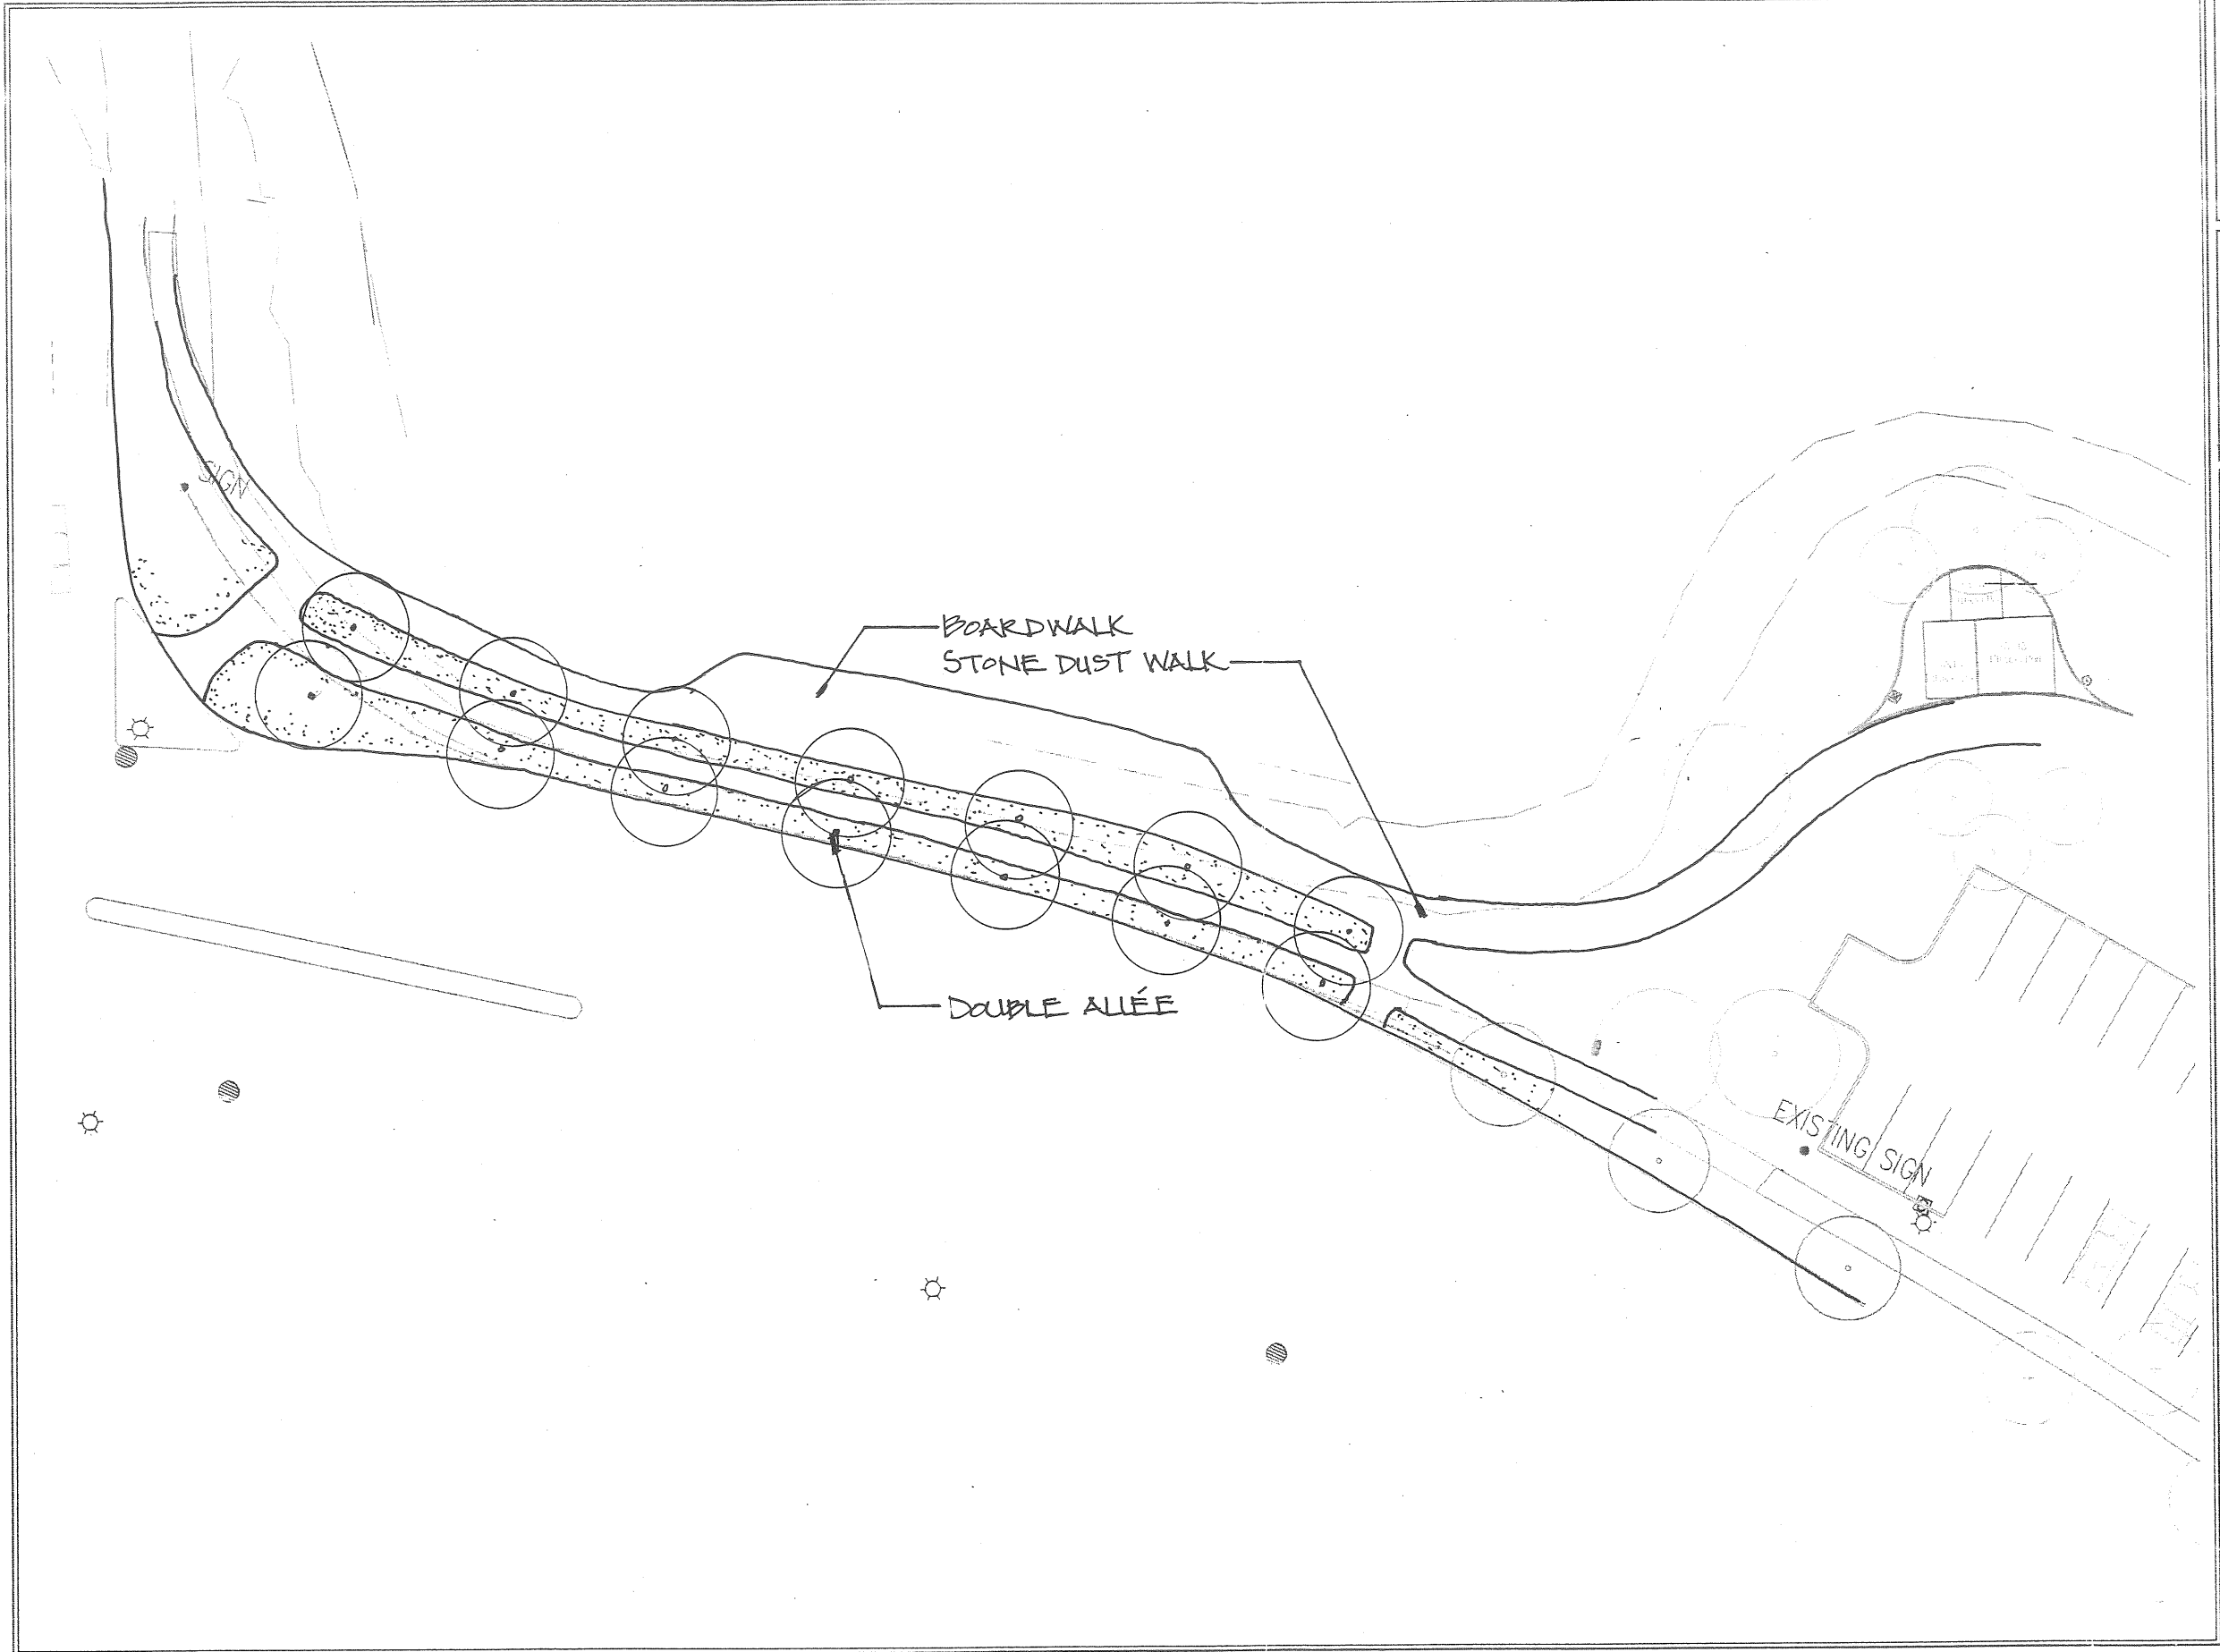 SIGN
BOARDWALK
STONE DUST WALK
DOUBLE ALLÉE
EXISTING SIGN